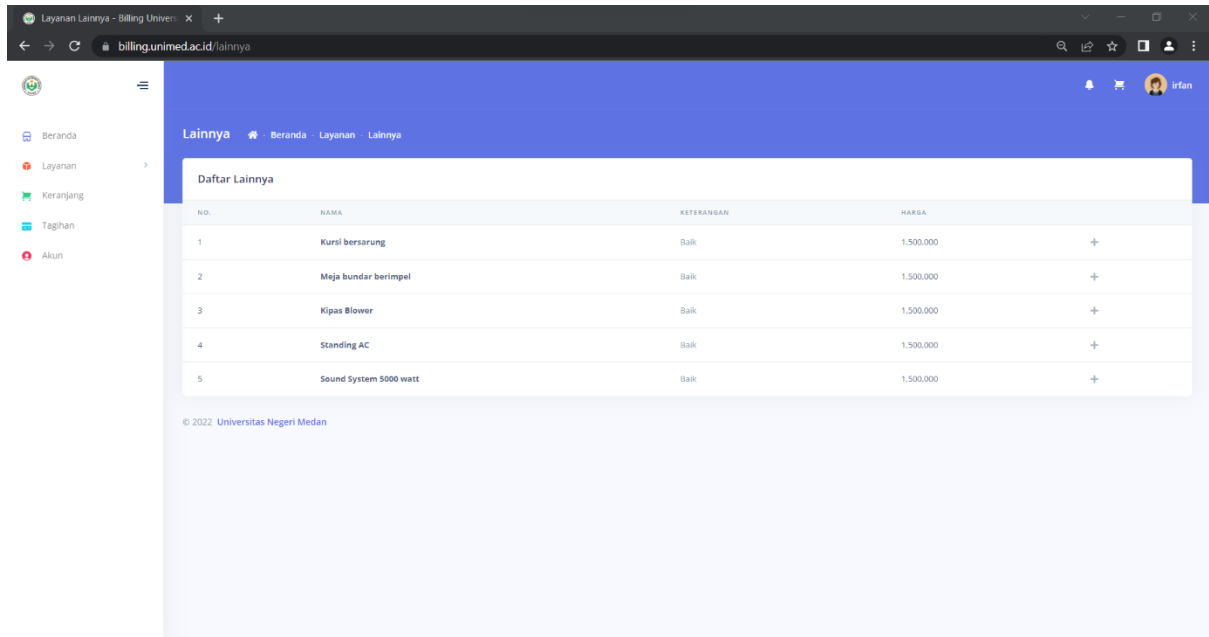 Layanan Lainnya - Billing Univers
billing.unimed.ac.id/lainnya
irfan
Beranda
Layanan
Keranjang
Tagihan
Akun
Lainnya - Beranda - Layanan - Lainnya
Daftar Lainnya
NO. NAMA KETERANGAN HARGA
1 Kursi bersarung Baik 1.500.000 +
2 Meja bundar berimpel Baik 1.500.000 +
3 Kipas Blower Baik 1.500.000 +
4 Standing AC Baik 1.500.000 +
5 Sound System 5000 watt Baik 1.500.000 +
© 2022 Universitas Negeri Medan